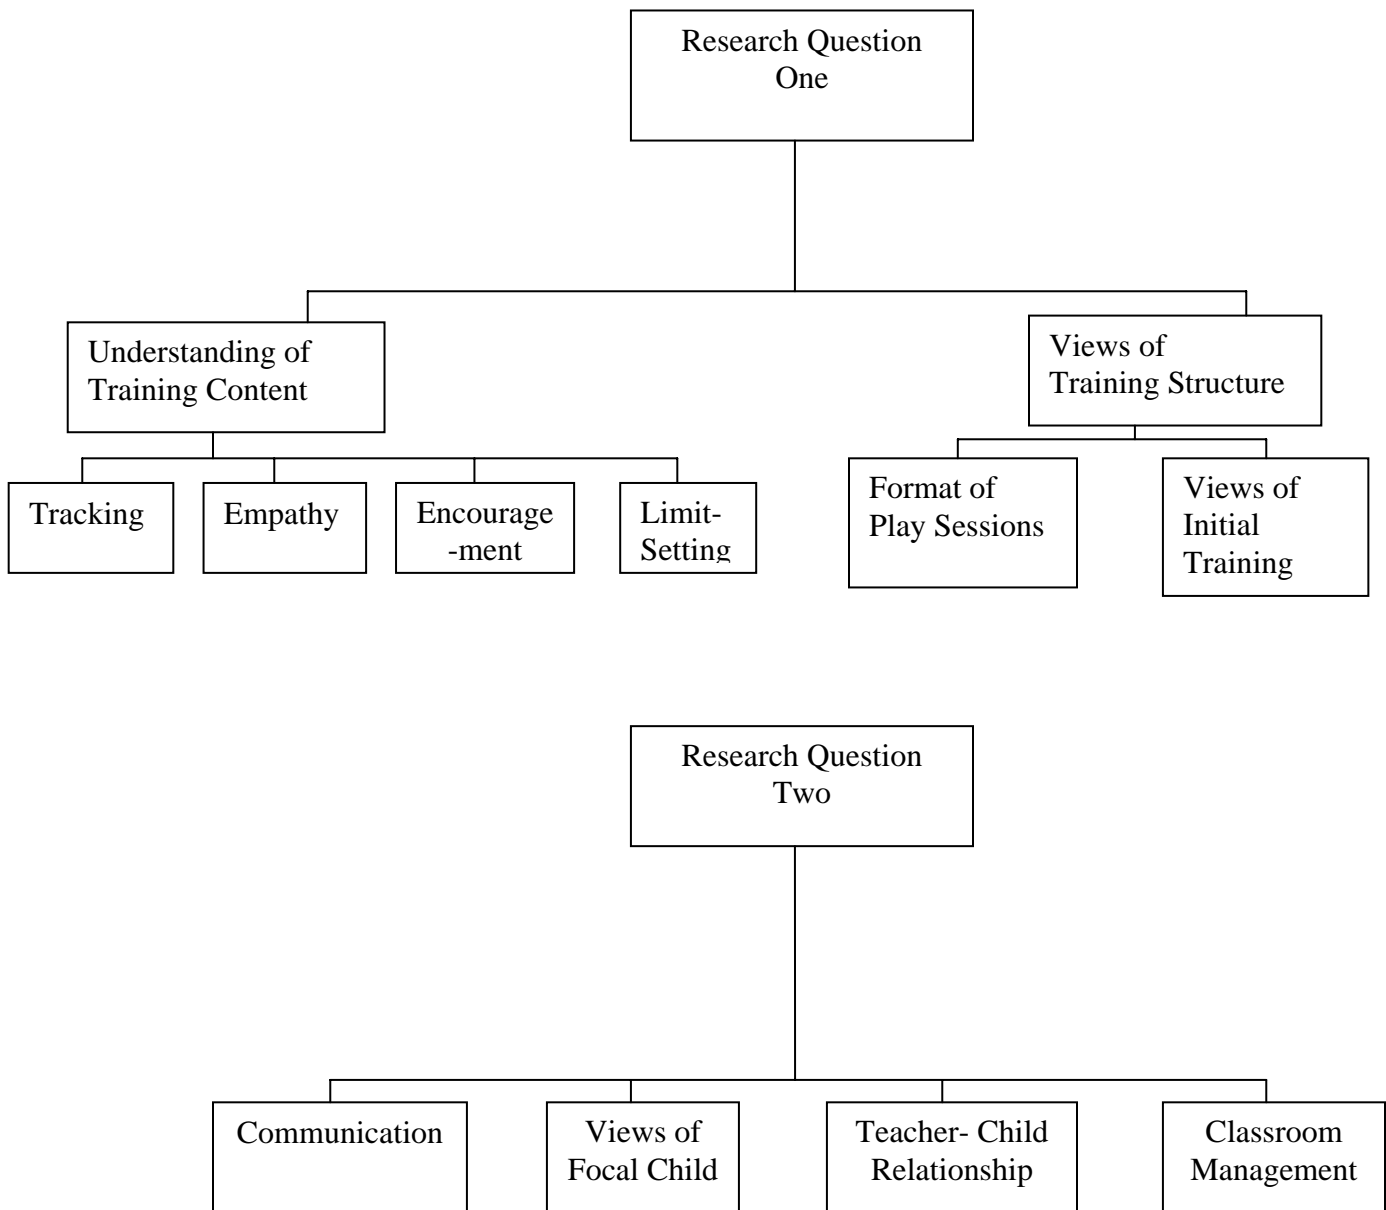 Research Question
One
Understanding of
Training Content
Views of
Training Structure
Tracking
Empathy
Encourage
-ment
Limit-
Setting
Format of
Play Sessions
Views of
Initial
Training
Research Question
Two
Communication
Views of
Focal Child
Teacher- Child
Relationship
Classroom
Management